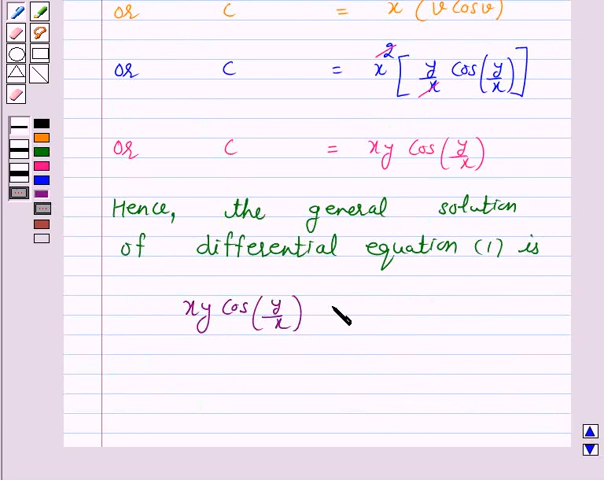 or C = x (v cos v)
or C = x² [ y/x cos(y/x) ]
or C = xy cos(y/x)
Hence, the general solution
of differential equation (1) is
xy cos(y/x)